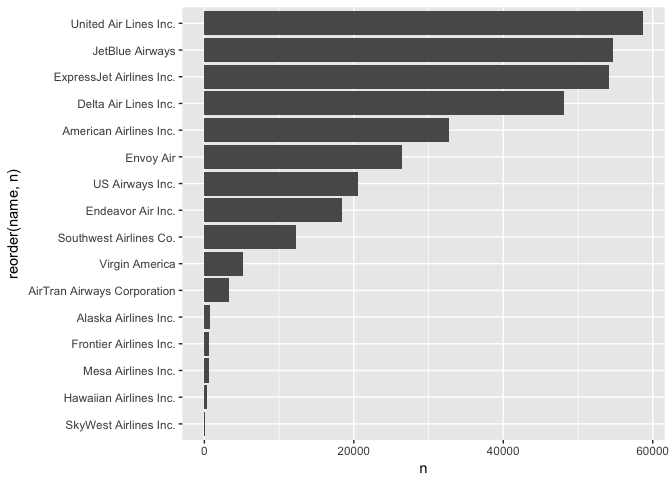 United Air Lines Inc.
JetBlue Airways
ExpressJet Airlines Inc.
Delta Air Lines Inc.
American Airlines Inc.
Envoy Air
US Airways Inc.
Endeavor Air Inc.
Southwest Airlines Co.
Virgin America
AirTran Airways Corporation
Alaska Airlines Inc.
Frontier Airlines Inc.
Mesa Airlines Inc.
Hawaiian Airlines Inc.
SkyWest Airlines Inc.
reorder(name, n)
0 20000 40000 60000
n